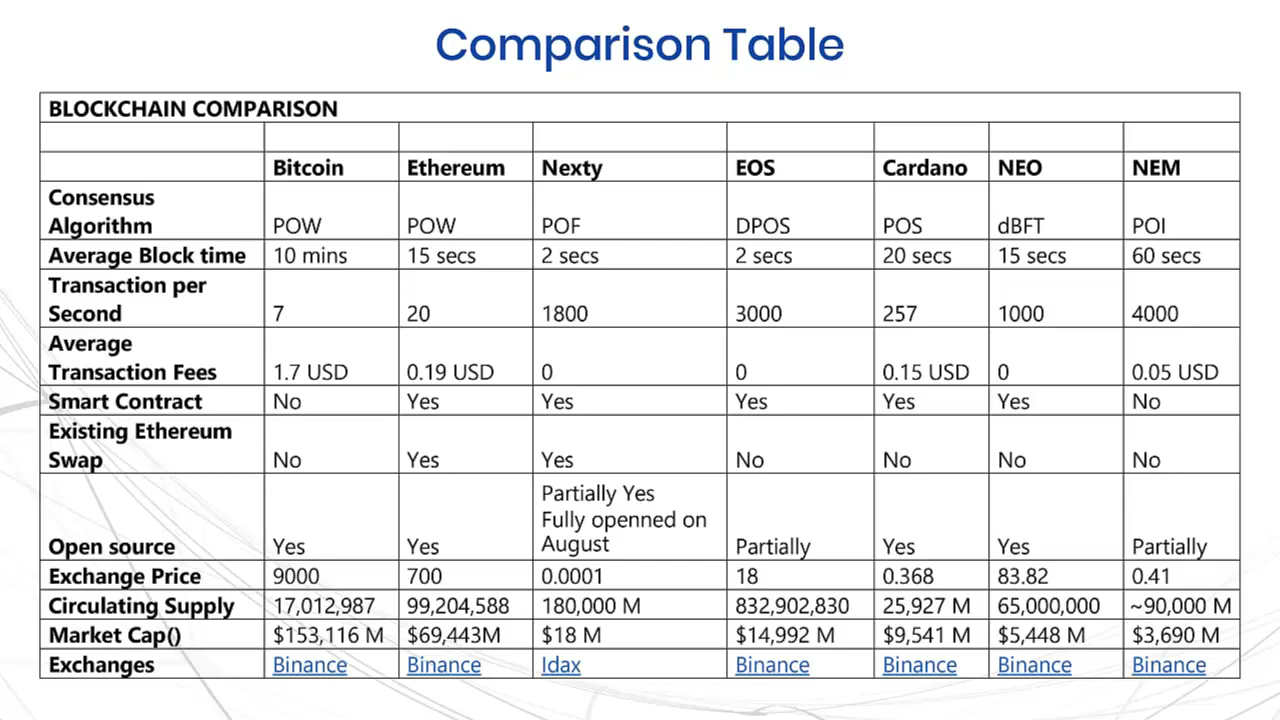 Comparison Table
BLOCKCHAIN COMPARISON
Bitcoin Ethereum Nexty EOS Cardano NEO NEM
Consensus
Algorithm POW POW POF DPOS POS dBFT POI
Average Block time 10 mins 15 secs 2 secs 2 secs 20 secs 15 secs 60 secs
Transaction per
Second 7 20 1800 3000 257 1000 4000
Average
Transaction Fees 1.7 USD 0.19 USD 0 0 0.15 USD 0 0.05 USD
Smart Contract No Yes Yes Yes Yes Yes No
Existing Ethereum
Swap No Yes Yes No No No No
Partially Yes
Fully openned on
Open source Yes Yes August Partially Yes Yes Partially
Exchange Price 9000 700 0.0001 18 0.368 83.82 0.41
Circulating Supply 17,012,987 99,204,588 180,000 M 832,902,830 25,927 M 65,000,000 ~90,000 M
Market Cap() $153,116 M $69,443M $18 M $14,992 M $9,541 M $5,448 M $3,690 M
Exchanges Binance Binance Idax Binance Binance Binance Binance